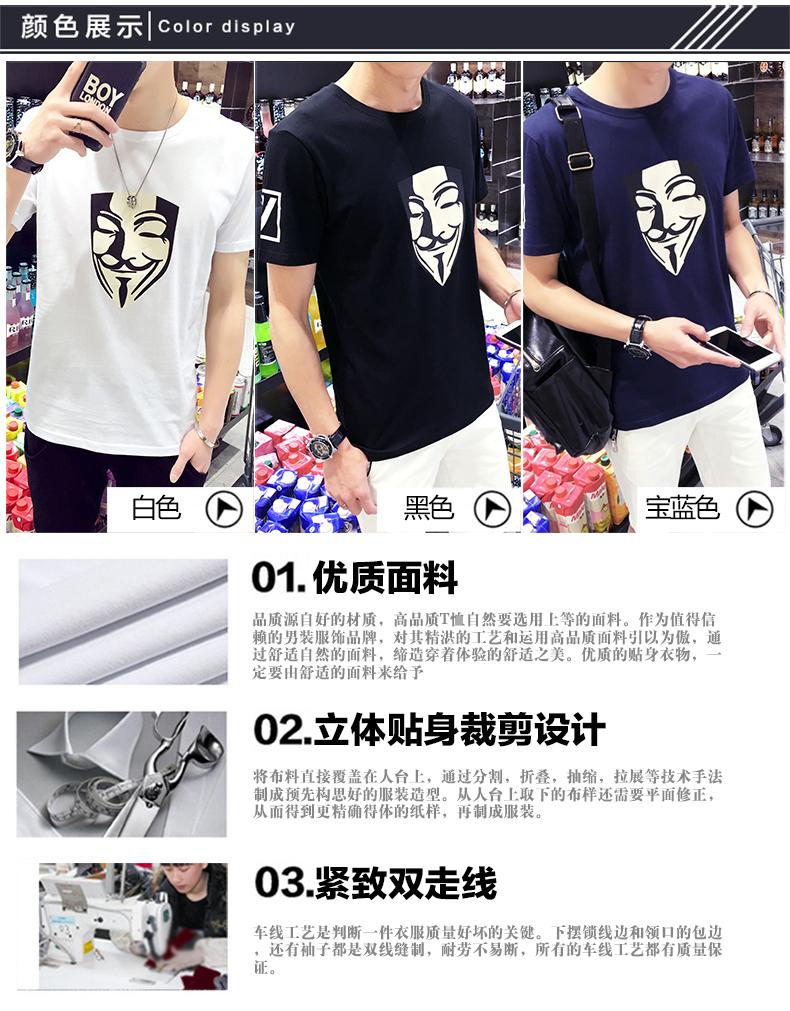 颜色展示 Color display
BOY
LONDON
白色
黑色
宝蓝色
01.优质面料
品质源自好的材质，高品质T恤自然要选用上等的面料。作为值得信
赖的男装服饰品牌，对其精湛的工艺和运用高品质面料引以为傲，通
过舒适自然的面料，缔造穿着体验的舒适之美。优质的贴身衣物，一
定要由舒适的面料来给予
02.立体贴身裁剪设计
将布料直接覆盖在人台上，通过分割，折叠，抽缩，拉展等技术手法
制成预先构思好的服装造型。从人台上取下的布样还需要平面修正，
从而得到更精确得体的纸样，再制成服装。
03.紧致双走线
车线工艺是判断一件衣服质量好坏的关键。下摆锁线边和领口的包边
，还有袖子都是双线缝制，耐劳不易断，所有的车线工艺都有质量保
证。